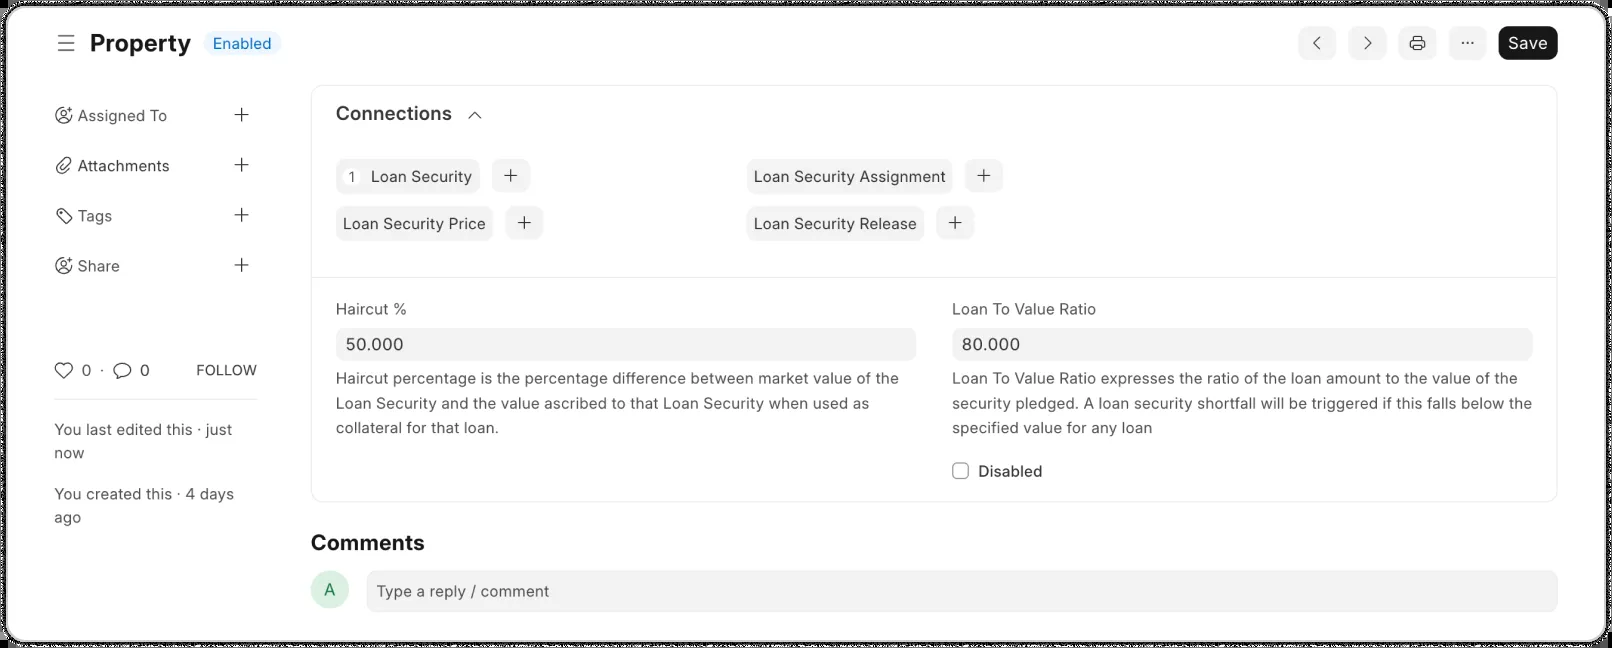 Property Enabled
Save
Assigned To
Attachments
Tags
Share
0 · 0 FOLLOW
You last edited this · just
now
You created this · 4 days
ago
Connections
1 Loan Security
Loan Security Assignment
Loan Security Price
Loan Security Release
Haircut %
50.000
Haircut percentage is the percentage difference between market value of the
Loan Security and the value ascribed to that Loan Security when used as
collateral for that loan.
Loan To Value Ratio
80.000
Loan To Value Ratio expresses the ratio of the loan amount to the value of the
security pledged. A loan security shortfall will be triggered if this falls below the
specified value for any loan
Disabled
Comments
A
Type a reply / comment